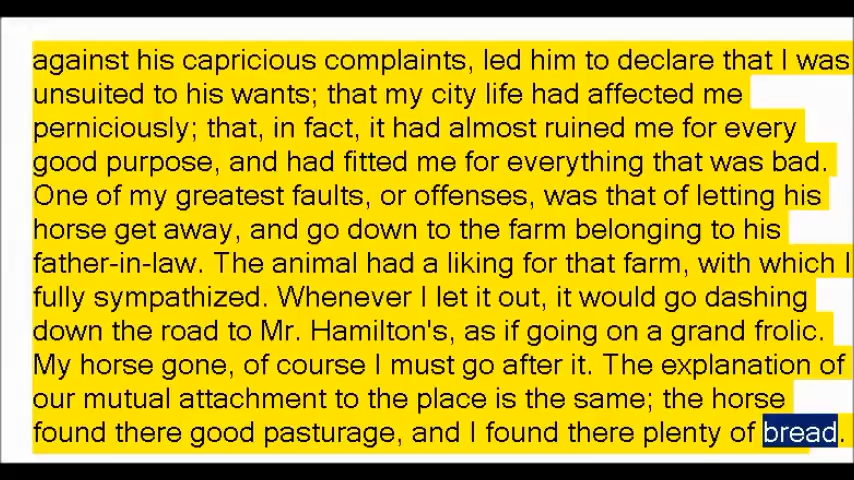 against his capricious complaints, led him to declare that I was
unsuited to his wants; that my city life had affected me
perniciously; that, in fact, it had almost ruined me for every
good purpose, and had fitted me for everything that was bad.
One of my greatest faults, or offenses, was that of letting his
horse get away, and go down to the farm belonging to his
father-in-law. The animal had a liking for that farm, with which I
fully sympathized. Whenever I let it out, it would go dashing
down the road to Mr. Hamilton's, as if going on a grand frolic.
My horse gone, of course I must go after it. The explanation of
our mutual attachment to the place is the same; the horse
found there good pasturage, and I found there plenty of bread.